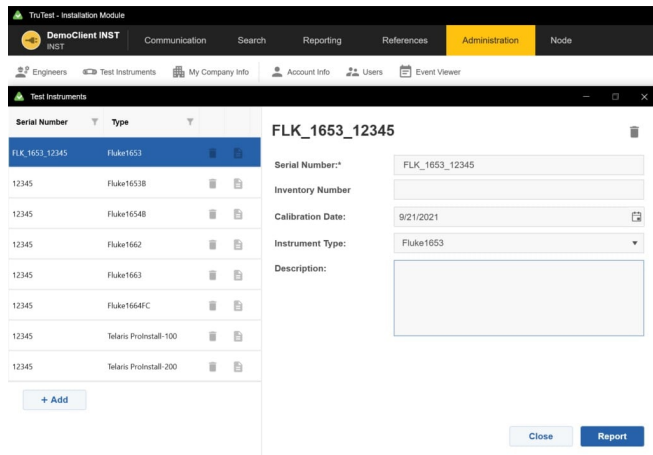 TruTest - Installation Module
DemoClient INST
INST
Communication
Search
Reporting
References
Administration
Node
Engineers
Test Instruments
My Company Info
Account Info
Users
Event Viewer
Test Instruments
Serial Number
Type
FLK_1653_12345 Fluke1653
12345 Fluke1653B
12345 Fluke1654B
12345 Fluke1662
12345 Fluke1663
12345 Fluke1664FC
12345 Telaris ProInstall-100
12345 Telaris ProInstall-200
+ Add
FLK_1653_12345
Serial Number:* FLK_1653_12345
Inventory Number
Calibration Date: 9/21/2021
Instrument Type: Fluke1653
Description:
Close
Report